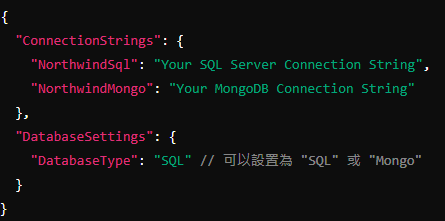 {
  "ConnectionStrings": {
    "NorthwindSql": "Your SQL Server Connection String",
    "NorthwindMongo": "Your MongoDB Connection String"
  },
  "DatabaseSettings": {
    "DatabaseType": "SQL" // 可以設置為 "SQL" 或 "Mongo"
  }
}